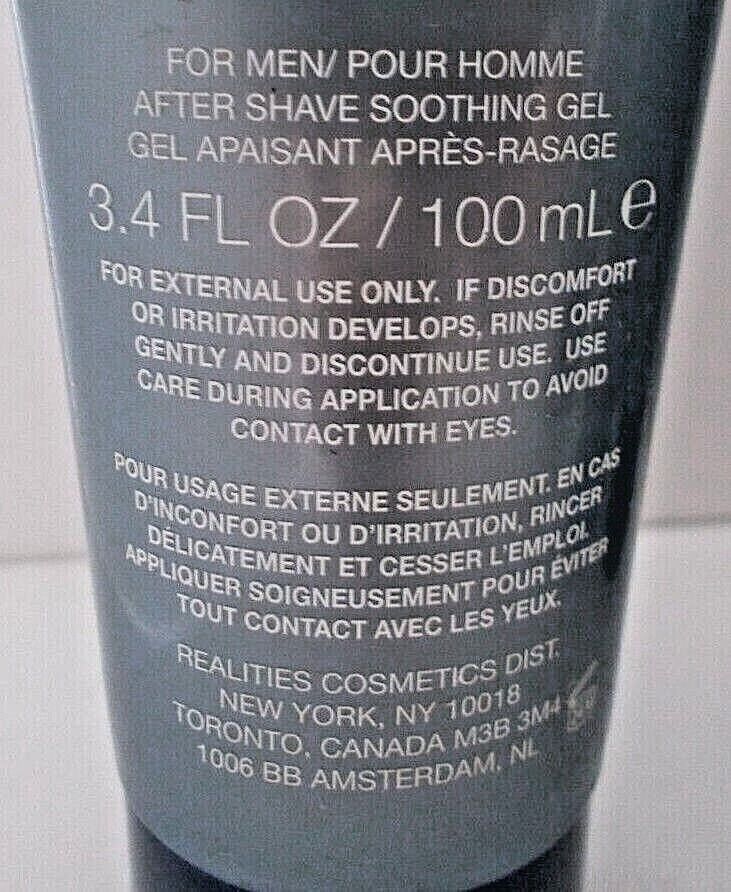 FOR MEN/ POUR HOMME
AFTER SHAVE SOOTHING GEL
GEL APAISANT APRÈS-RASAGE
3.4 FL OZ / 100 mL e
FOR EXTERNAL USE ONLY. IF DISCOMFORT
OR IRRITATION DEVELOPS, RINSE OFF
GENTLY AND DISCONTINUE USE. USE
CARE DURING APPLICATION TO AVOID
CONTACT WITH EYES.
POUR USAGE EXTERNE SEULEMENT. EN CAS
D'INCONFORT OU D'IRRITATION, RINCER
DÉLICATEMENT ET CESSER L'EMPLOI.
APPLIQUER SOIGNEUSEMENT POUR ÉVITER
TOUT CONTACT AVEC LES YEUX.
REALITIES COSMETICS DIST.
NEW YORK, NY 10018
TORONTO, CANADA M3B 3M4
1006 BB AMSTERDAM, NL